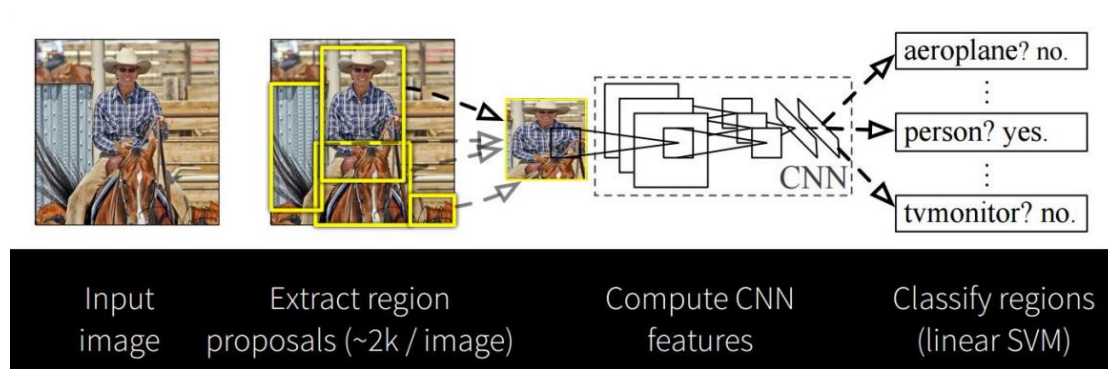 aeroplane? no.
person? yes.
CNN
tvmonitor? no.
Input
image
Extract region
proposals (~2k / image)
Compute CNN
features
Classify regions
(linear SVM)